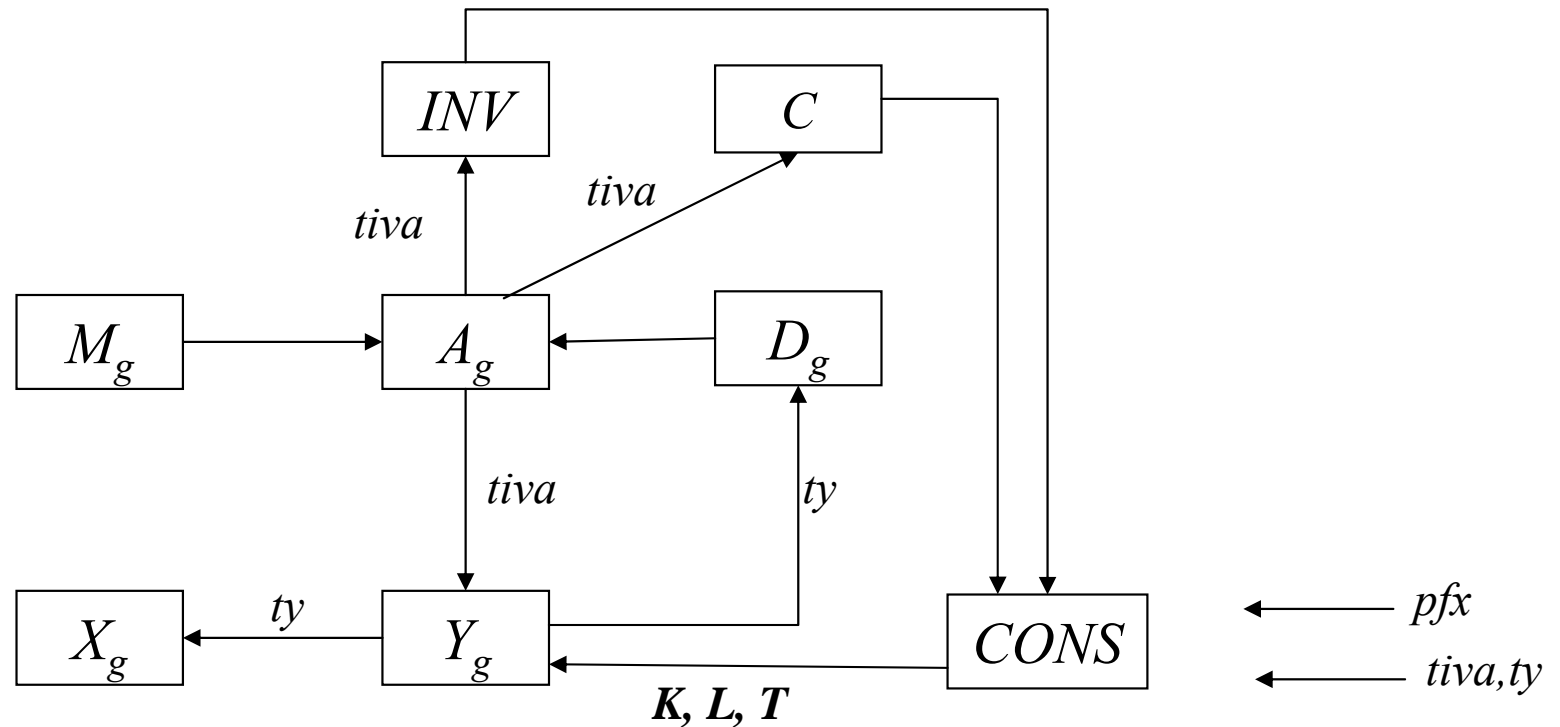 INV
C
tiva
tiva
M_g
A_g
D_g
tiva
ty
X_g
ty
Y_g
CONS
pfx
tiva,ty
K, L, T